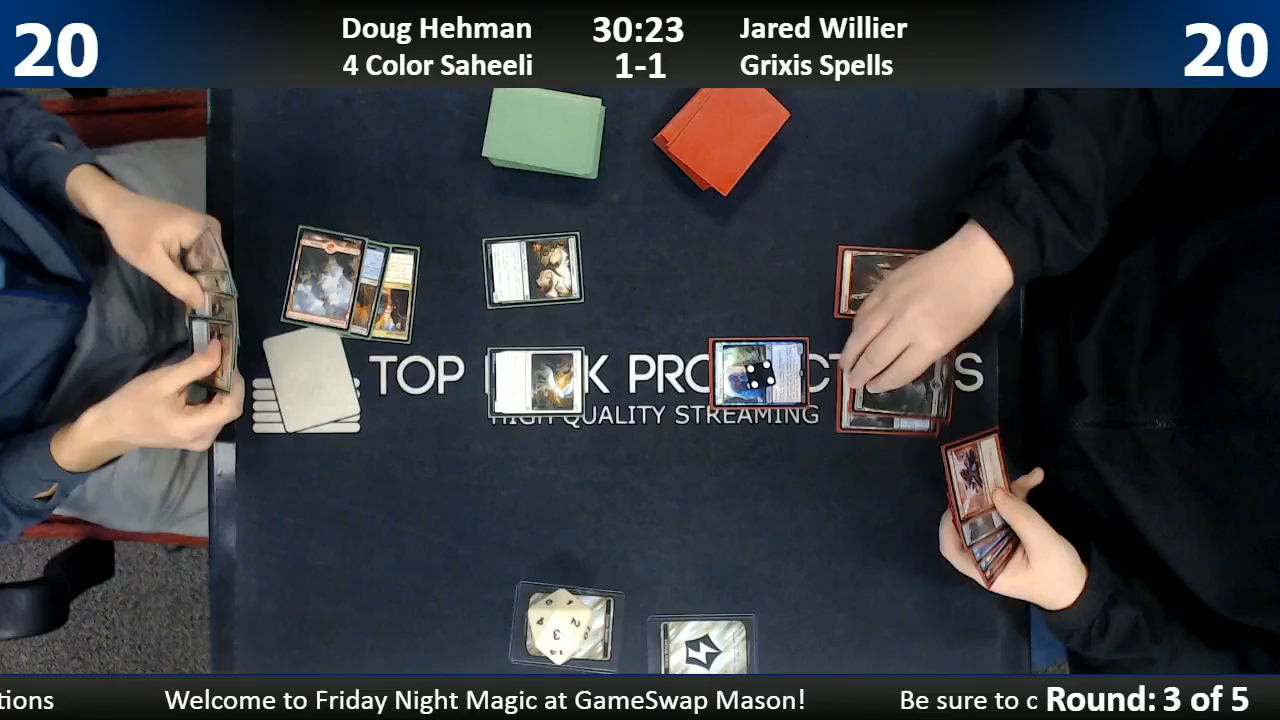 20
Doug Hehman
4 Color Saheeli
30:23
1-1
Jared Willier
Grixis Spells
20
TOP
HIGH QUALITY STREAMING
tions
Welcome to Friday Night Magic at GameSwap Mason!
Be sure to c
Round: 3 of 5